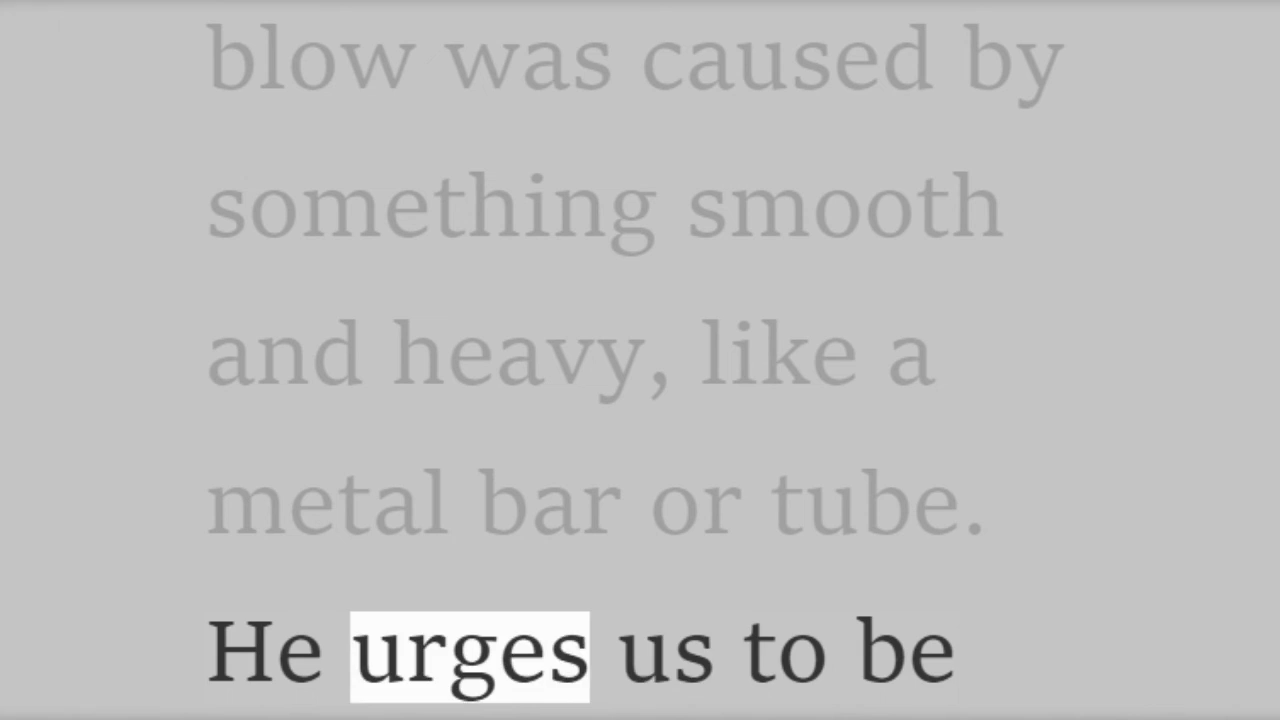 blow was caused by
something smooth
and heavy, like a
metal bar or tube.
He urges us to be